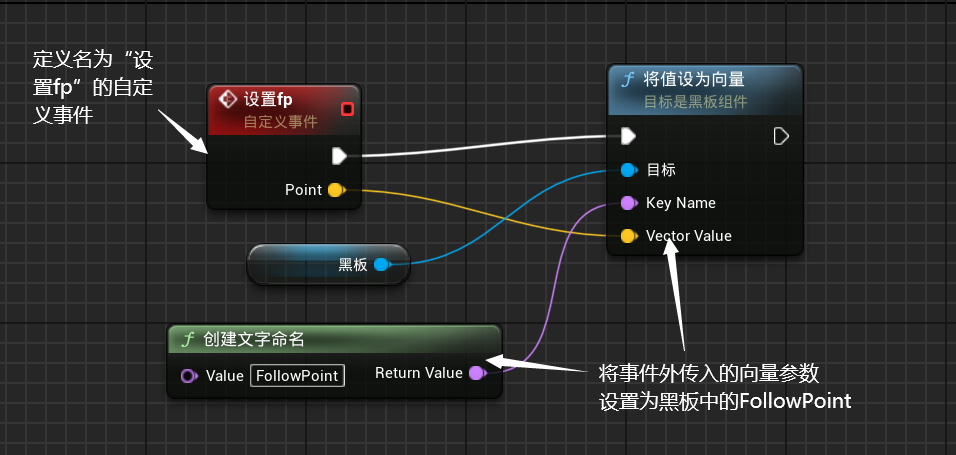 定义名为“设
置fp”的自定
义事件
设置fp
自定义事件
Point
黑板
创建文字命名
Value FollowPoint Return Value
将值设为向量
目标是黑板组件
目标
Key Name
Vector Value
将事件外传入的向量参数
设置为黑板中的FollowPoint